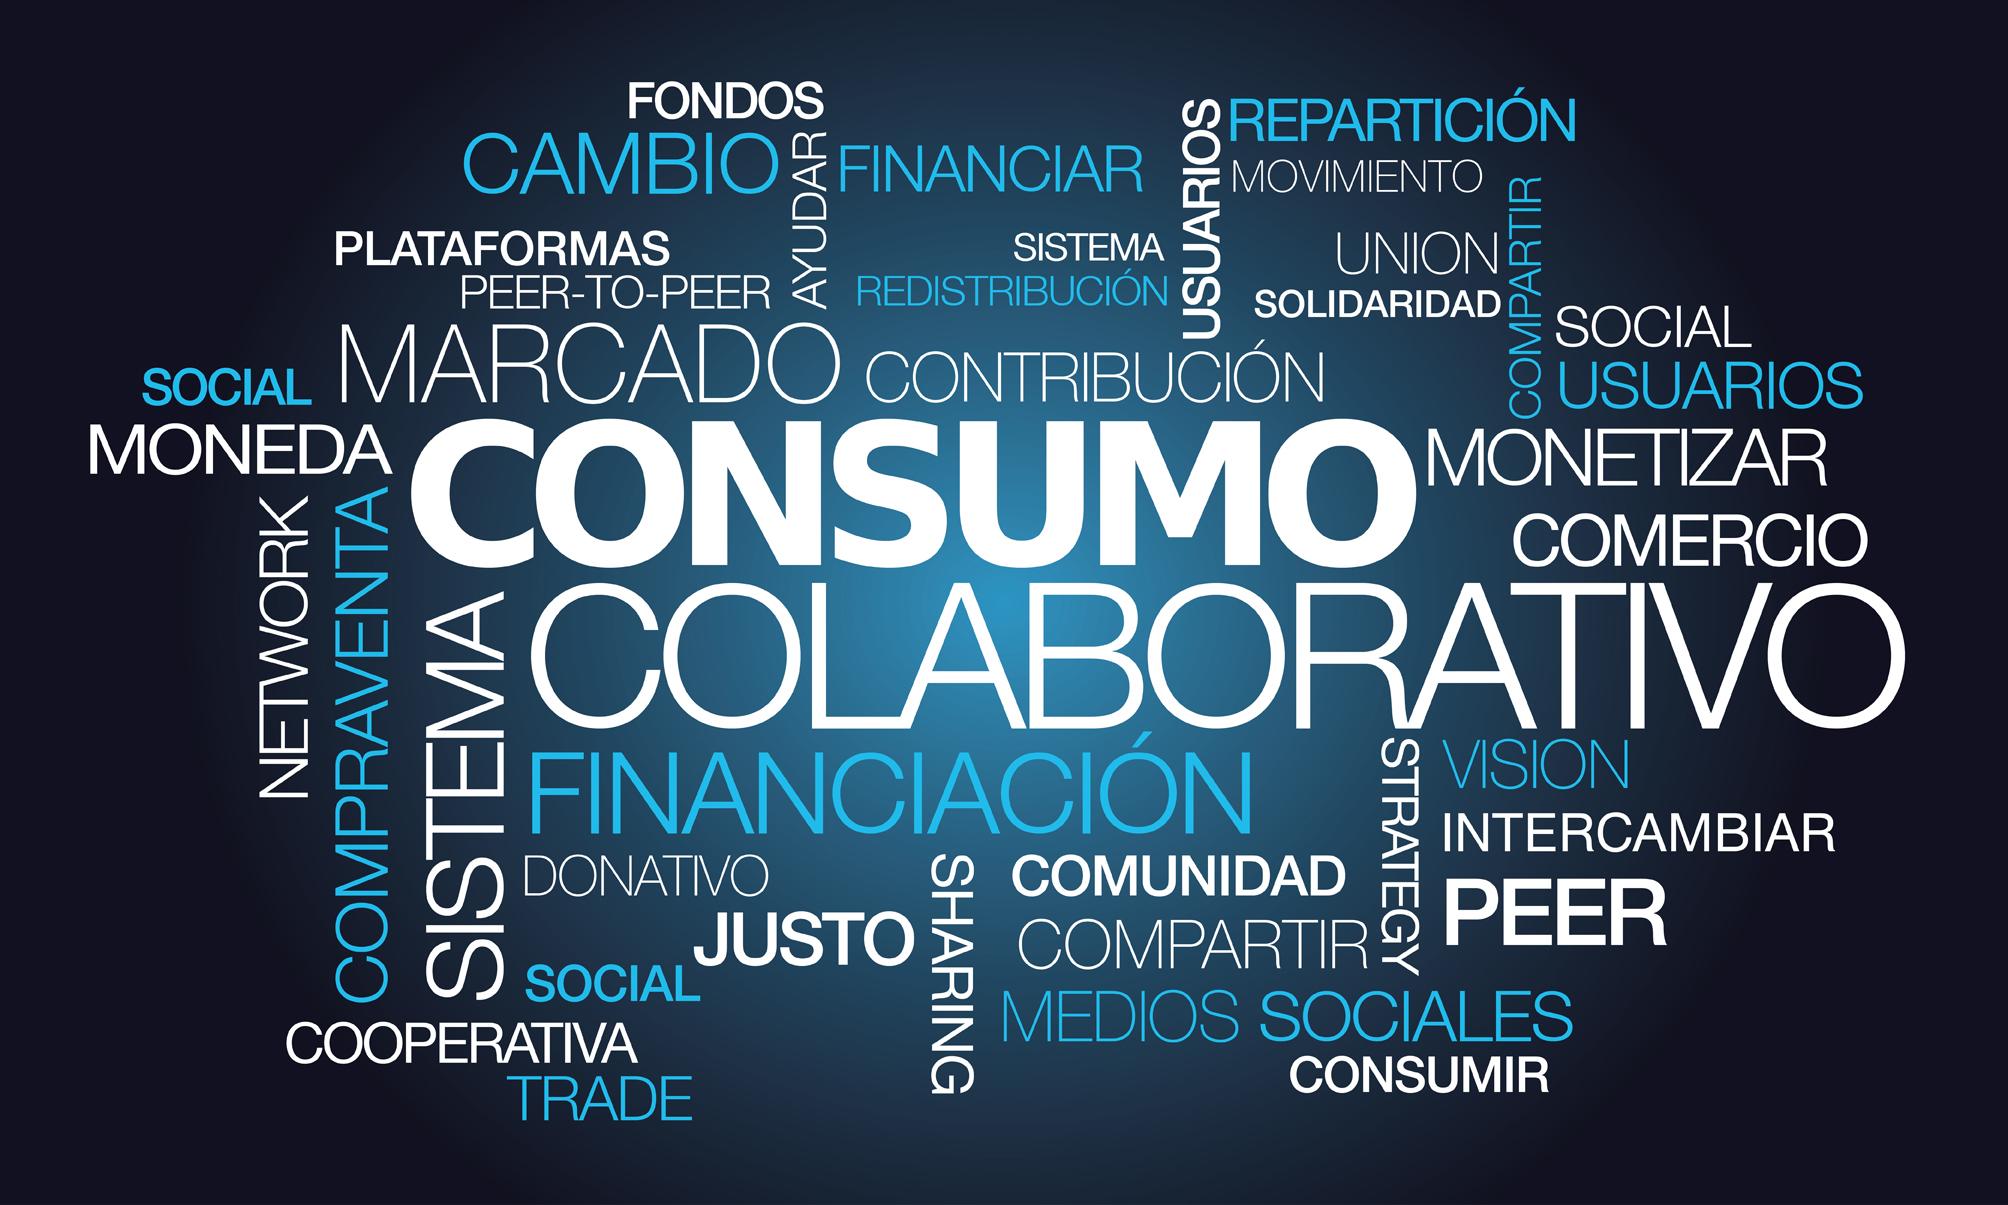 FONDOS
CAMBIO
AYUDAR
FINANCIAR
USUARIOS
REPARTICIÓN
MOVIMIENTO
COMPARTIR
PLATAFORMAS
PEER-TO-PEER
SISTEMA
REDISTRIBUCIÓN
UNION
SOLIDARIDAD
SOCIAL
USUARIOS
SOCIAL
MARCADO
CONTRIBUCIÓN
MONEDA
CONSUMO
MONETIZAR
COMERCIO
NETWORK
COMPRAVENTA
SISTEMA
COLABORATIVO
FINANCIACIÓN
STRATEGY
VISION
INTERCAMBIAR
DONATIVO
SHARING
COMUNIDAD
PEER
JUSTO
COMPARTIR
SOCIAL
MEDIOS SOCIALES
COOPERATIVA
CONSUMIR
TRADE